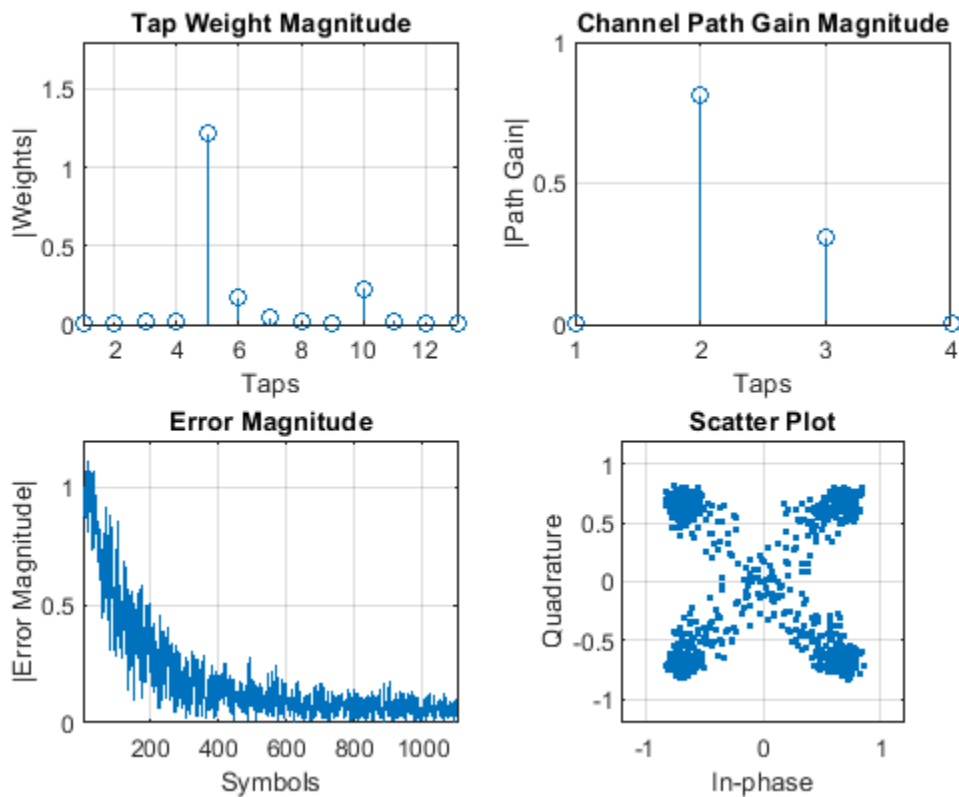 Tap Weight Magnitude
1.5
1
0.5
0
|Weights|
2 4 6 8 10 12
Taps
Channel Path Gain Magnitude
1
0.5
0
|Path Gain|
1 2 3 4
Taps
Error Magnitude
1
0.5
0
|Error Magnitude|
200 400 600 800 1000
Symbols
Scatter Plot
1
0.5
0
-0.5
-1
Quadrature
-1 0 1
In-phase